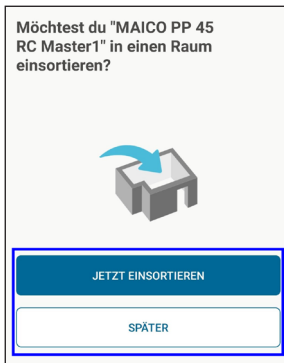 Möchtest du "MAICO PP 45
RC Master1" in einen Raum
einsortieren?
JETZT EINSORTIEREN
SPÄTER